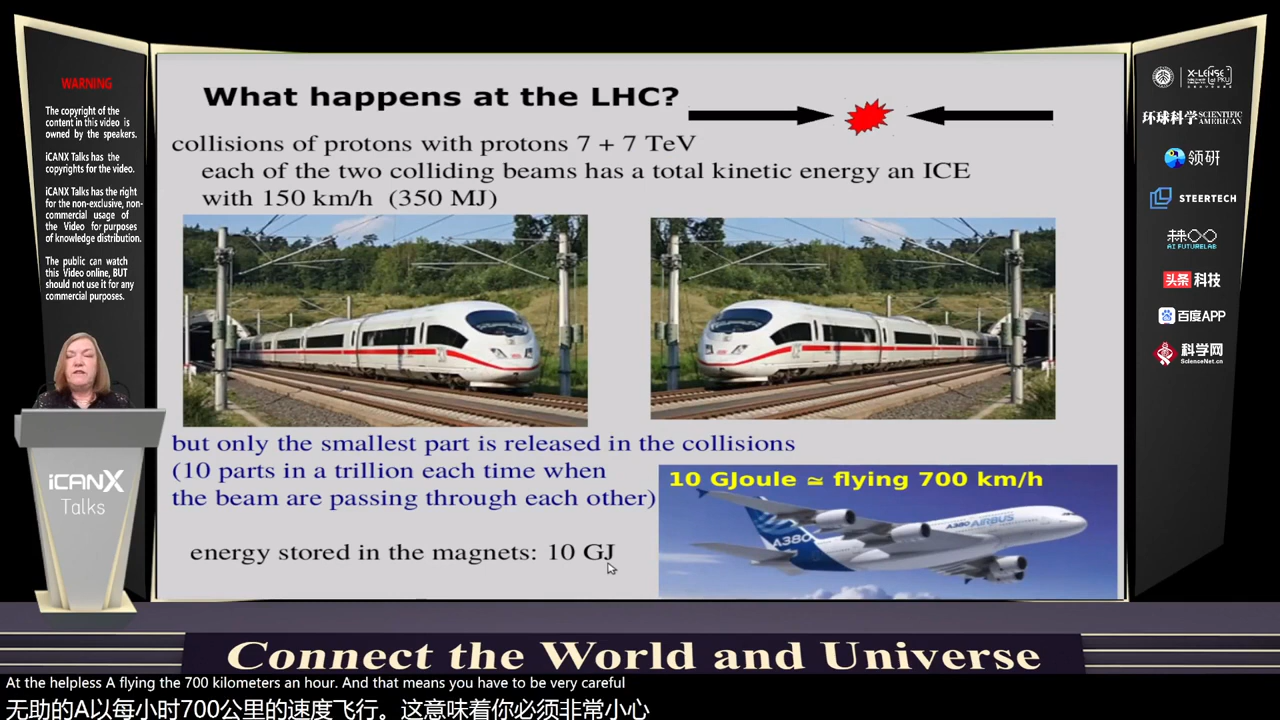 WARNING
The copyright of the
content in this video is
owned by the speakers.
iCANX Talks has the
copyrights for the video.
iCANX Talks has the right
for the non-exclusive, non-
commercial usage of
the Video for purposes
of knowledge distribution.
The public can watch
this Video online, BUT
should not use it for any
commercial purposes.
iCANX
Talks
What happens at the LHC?
collisions of protons with protons 7 + 7 TeV
each of the two colliding beams has a total kinetic energy an ICE
with 150 km/h (350 MJ)
but only the smallest part is released in the collisions
(10 parts in a trillion each time when
the beam are passing through each other)
energy stored in the magnets: 10 GJ
10 GJoule ≃ flying 700 km/h
A380 AIRBUS
A380
X-LENSE
环球科学 SCIENTIFIC AMERICAN
领研
STEERTECH
AI FUTURELAB
头条 科技
百度APP
科学网
ScienceNet.cn
Connect the World and Universe
At the helpless A flying the 700 kilometers an hour. And that means you have to be very careful
无助的A以每小时700公里的速度飞行。这意味着你必须非常小心